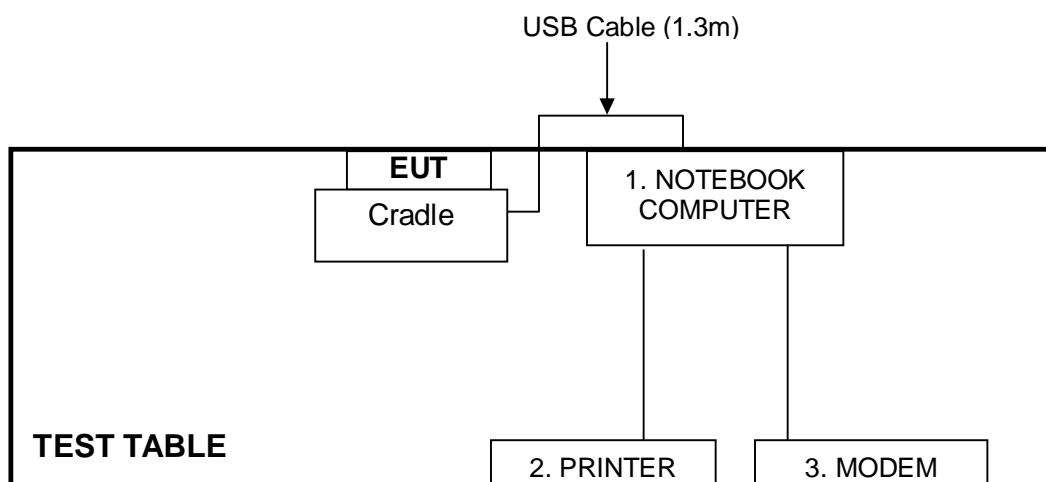 USB Cable (1.3m)
EUT
Cradle
1. NOTEBOOK
COMPUTER
TEST TABLE
2. PRINTER
3. MODEM